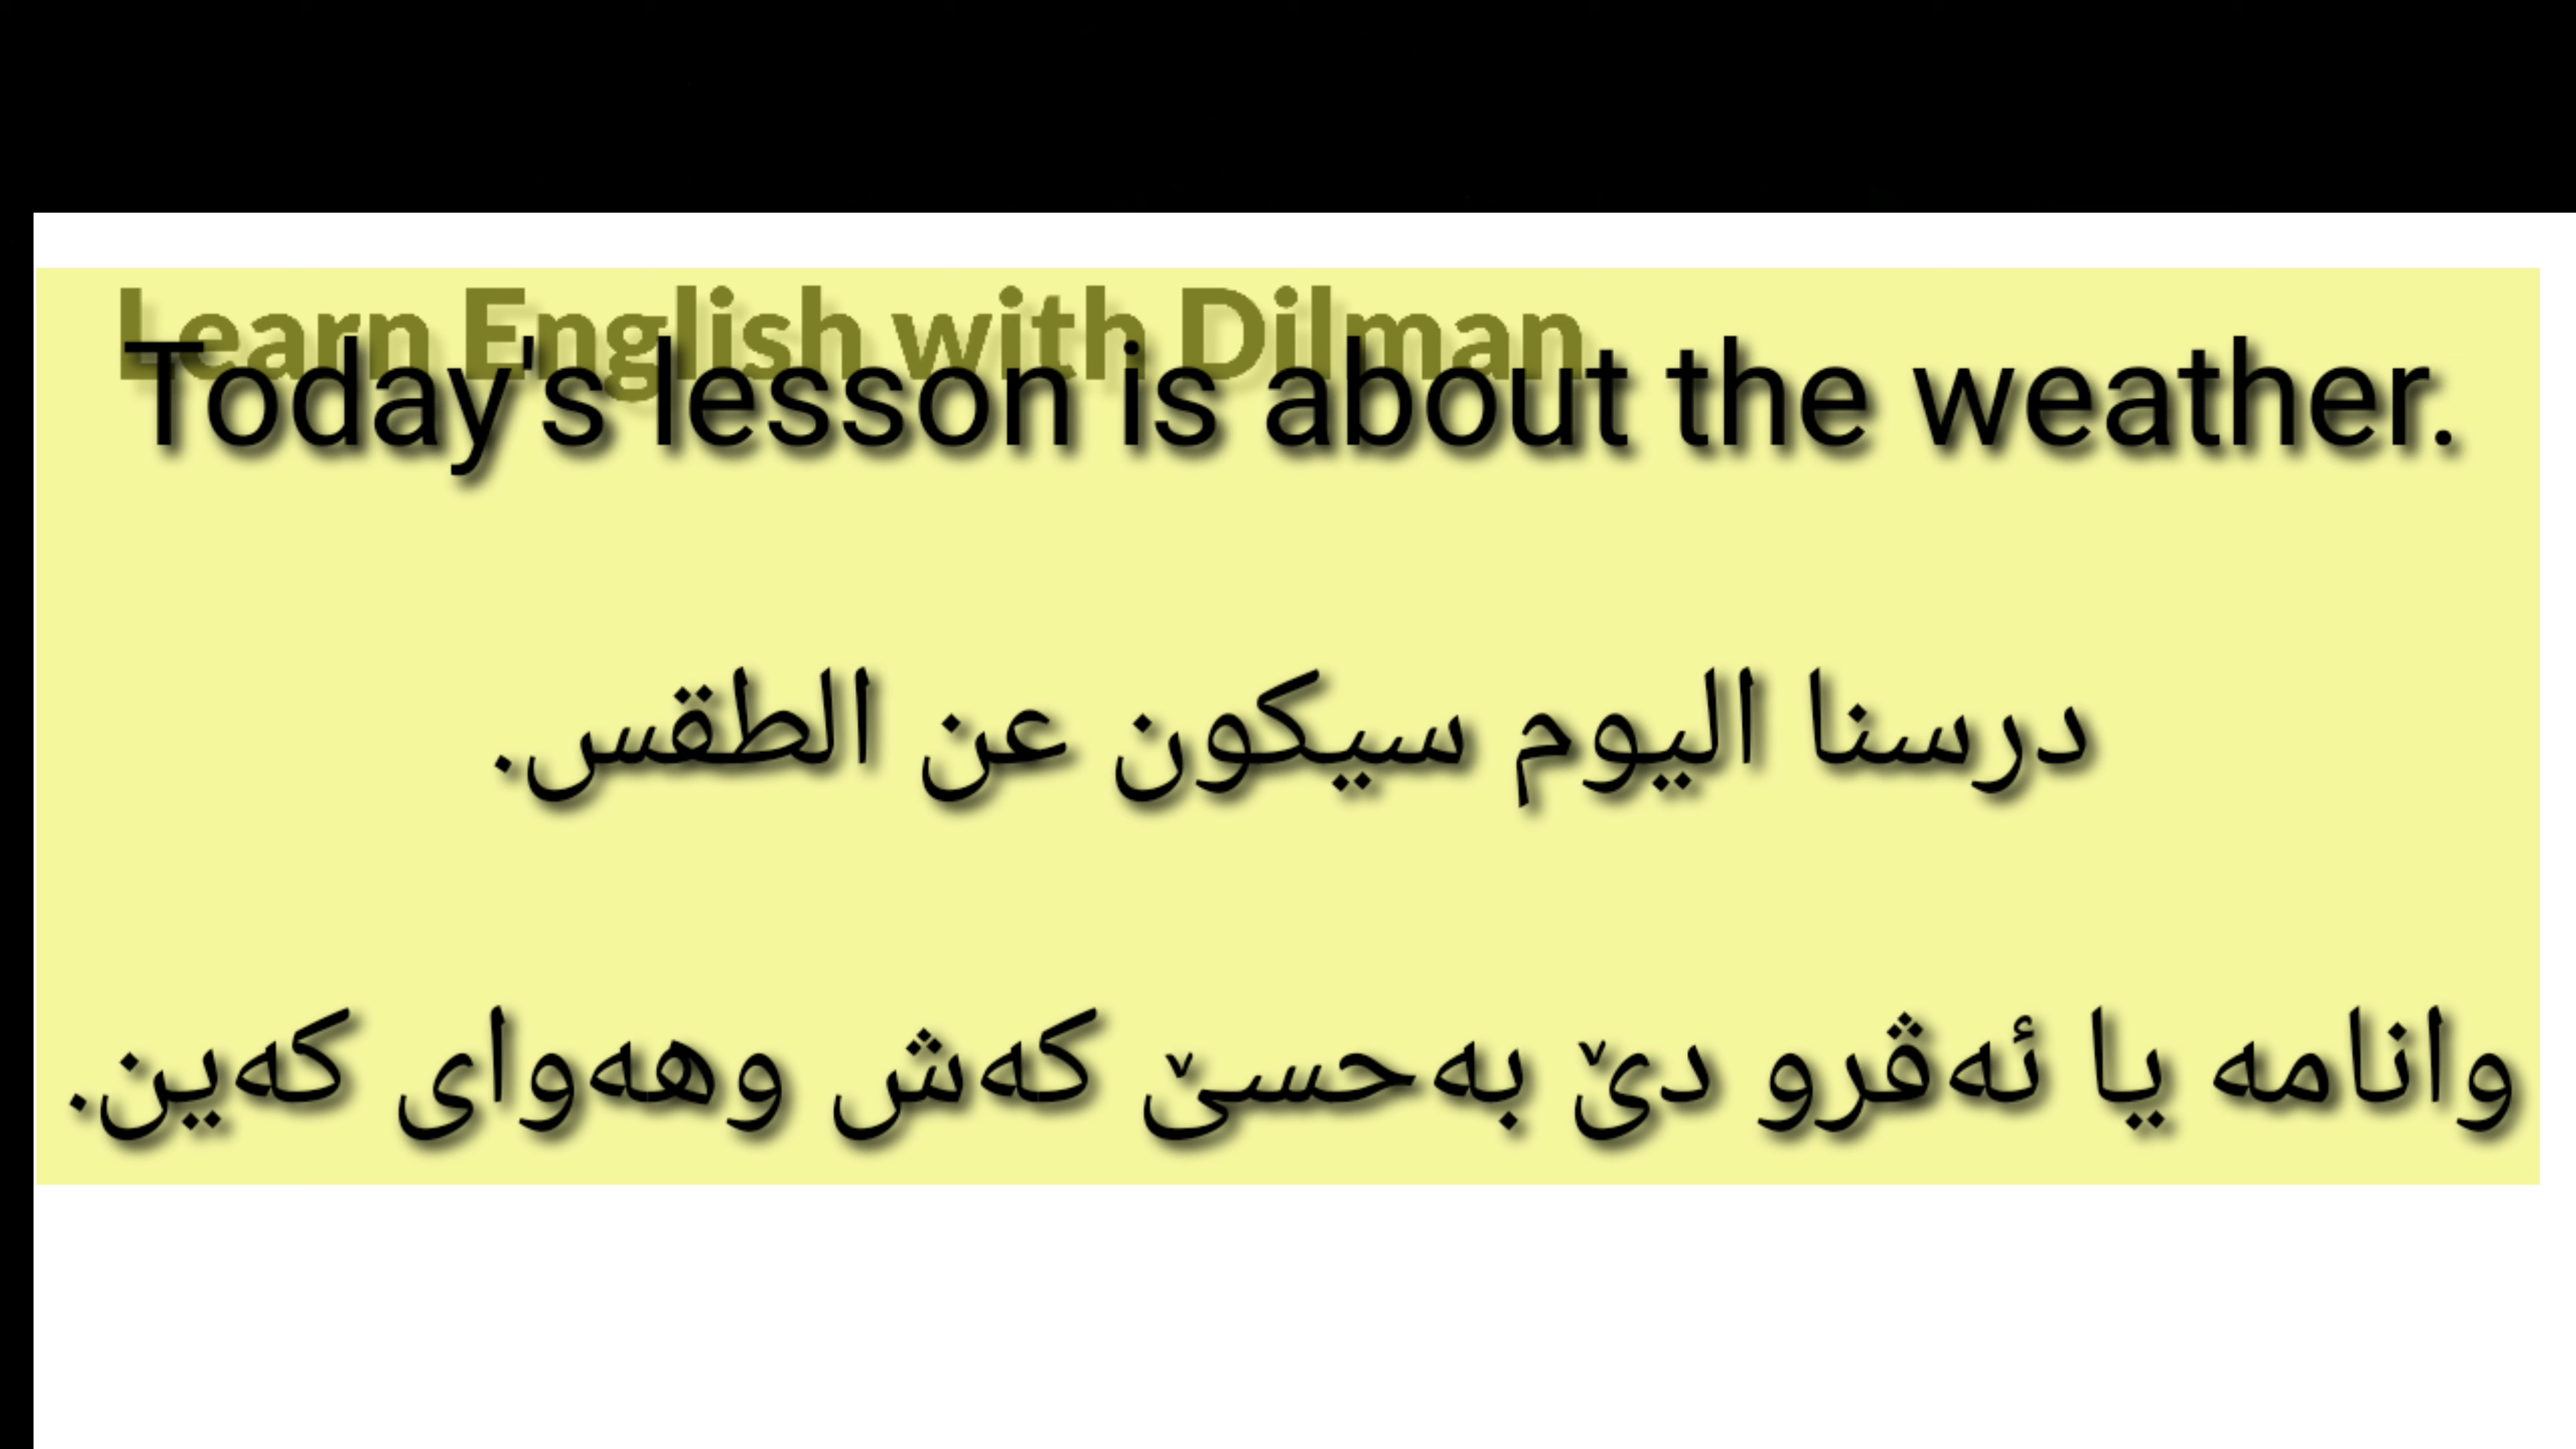 Learn English with Dilman
Today's lesson is about the weather.
درسنا اليوم سيكون عن الطقس.
وانامه یا ئەڤرو دێ بەحسێ کەش وهەوای کەین.